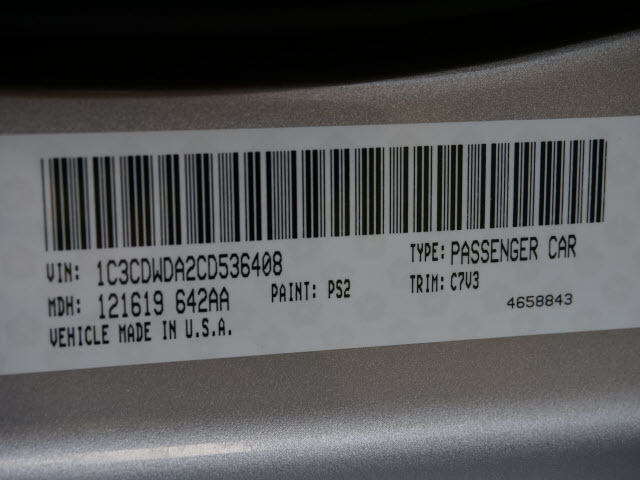 VIN: 1C3CDWDA2CD536408 TYPE: PASSENGER CAR
MDH: 121619 642AA PAINT: PS2 TRIM: C7V3
VEHICLE MADE IN U.S.A. 4658843